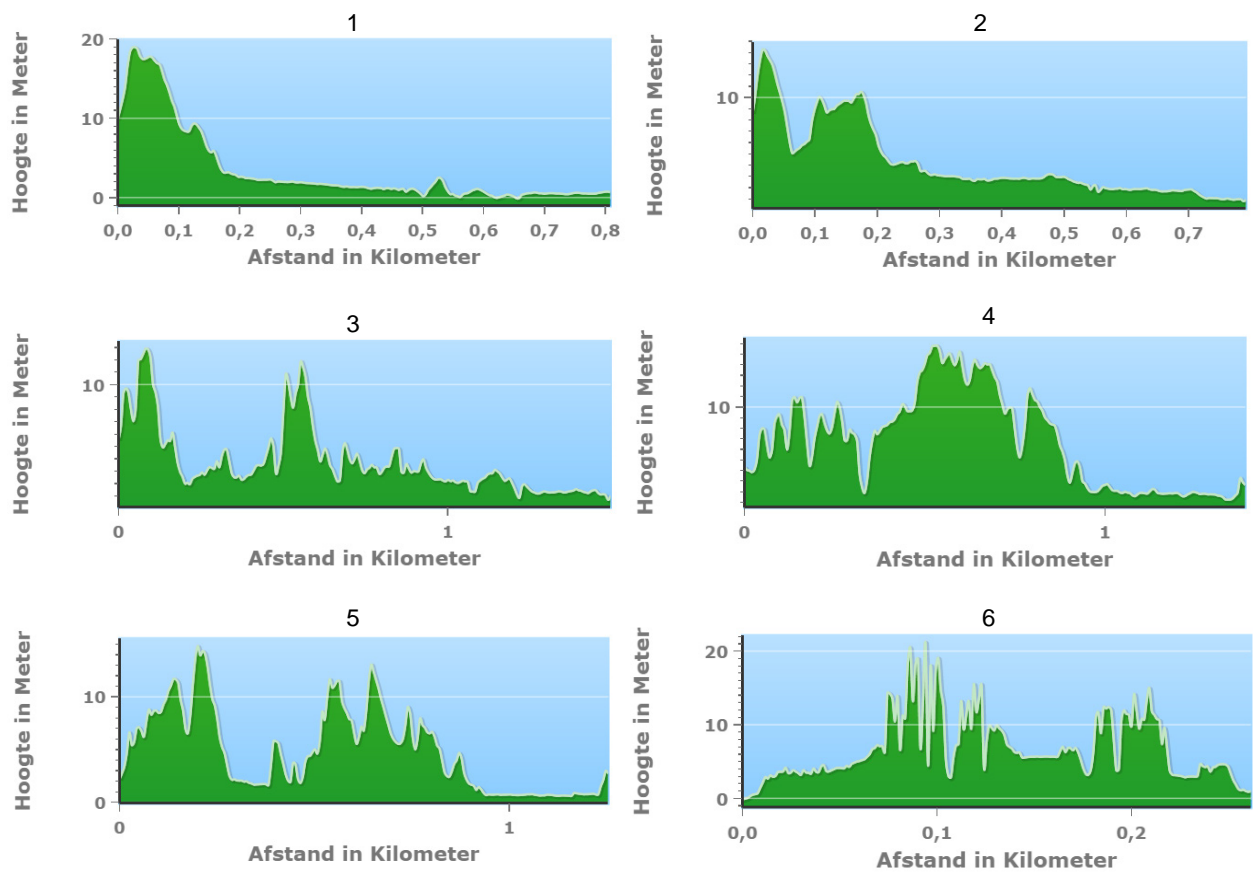 1
Hoogte in Meter
20
10
0
0,0 0,1 0,2 0,3 0,4 0,5 0,6 0,7 0,8
Afstand in Kilometer
2
Hoogte in Meter
10
0,0 0,1 0,2 0,3 0,4 0,5 0,6 0,7
Afstand in Kilometer
3
Hoogte in Meter
10
0 1
Afstand in Kilometer
4
Hoogte in Meter
10
0 1
Afstand in Kilometer
5
Hoogte in Meter
10
0
0 1
Afstand in Kilometer
6
Hoogte in Meter
20
10
0
0,0 0,1 0,2
Afstand in Kilometer